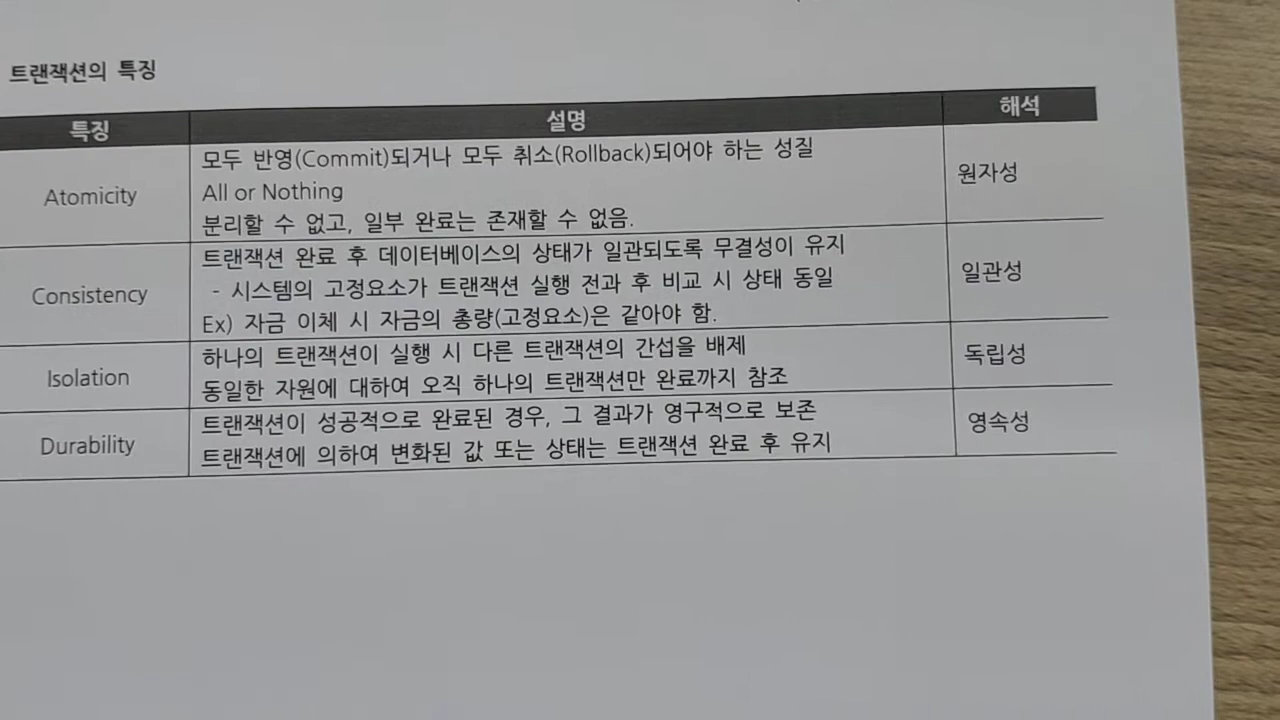 트랜잭션의 특징
특징 설명 해석
Atomicity
모두 반영(Commit)되거나 모두 취소(Rollback)되어야 하는 성질
All or Nothing
분리할 수 없고, 일부 완료는 존재할 수 없음.
원자성
Consistency
트랜잭션 완료 후 데이터베이스의 상태가 일관되도록 무결성이 유지
- 시스템의 고정요소가 트랜잭션 실행 전과 후 비교 시 상태 동일
Ex) 자금 이체 시 자금의 총량(고정요소)은 같아야 함.
일관성
Isolation
하나의 트랜잭션이 실행 시 다른 트랜잭션의 간섭을 배제
동일한 자원에 대하여 오직 하나의 트랜잭션만 완료까지 참조
독립성
Durability
트랜잭션이 성공적으로 완료된 경우, 그 결과가 영구적으로 보존
트랜잭션에 의하여 변화된 값 또는 상태는 트랜잭션 완료 후 유지
영속성